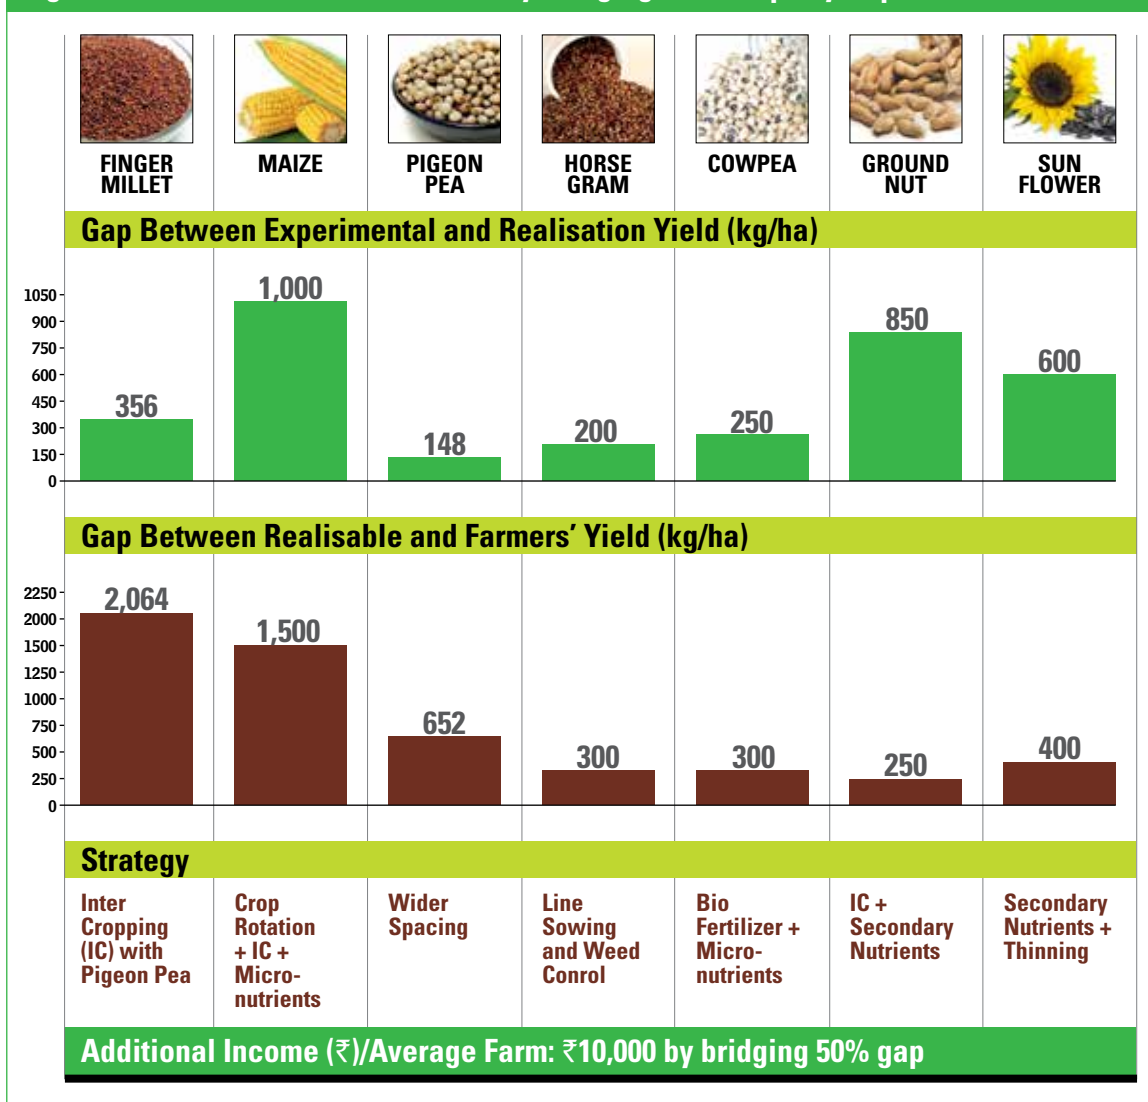 FINGER
MILLET
MAIZE
PIGEON
PEA
HORSE
GRAM
COWPEA
GROUND
NUT
SUN
FLOWER
Gap Between Experimental and Realisation Yield (kg/ha)
1050
900
750
600
450
300
150
0
356
1,000
148
200
250
850
600
Gap Between Realisable and Farmers' Yield (kg/ha)
2250
2000
1500
1250
1000
750
500
250
0
2,064
1,500
652
300
300
250
400
Strategy
Inter
Cropping
(IC) with
Pigeon Pea
Crop
Rotation
+ IC +
Micro-
nutrients
Wider
Spacing
Line
Sowing
and Weed
Conrol
Bio
Fertilizer +
Micro-
nutrients
IC +
Secondary
Nutrients
Secondary
Nutrients +
Thinning
Additional Income (₹)/Average Farm: ₹10,000 by bridging 50% gap